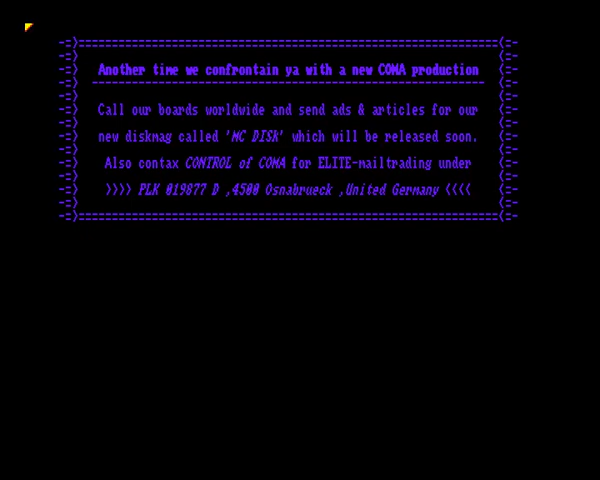 Another time we confrontain ya with a new COMA production
Call our boards worldwide and send ads & articles for our
new diskmag called 'MC DISK' which will be released soon.
Also contax CONTROL of COMA for ELITE-mailtrading under
>>>> PLK 019877 D ,4500 Osnabrueck ,United Germany <<<<